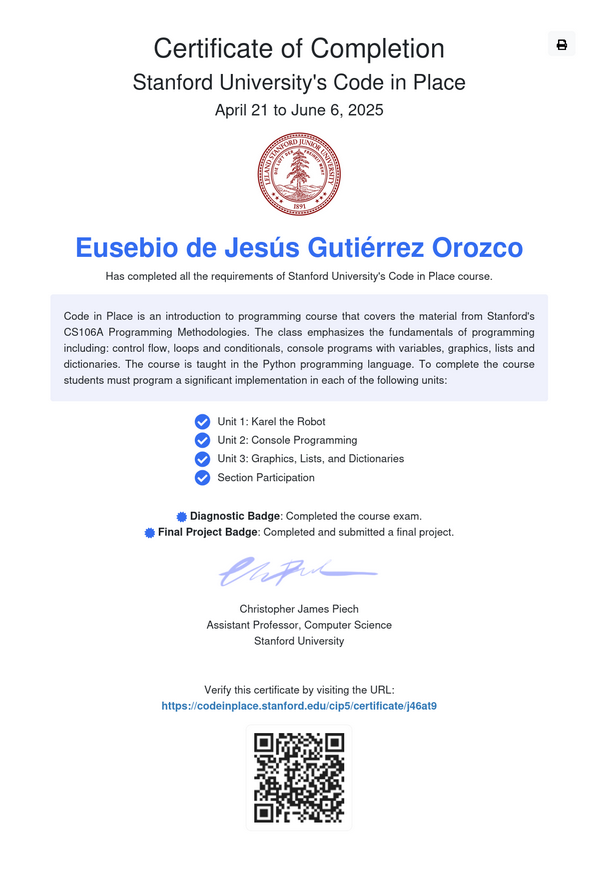 Certificate of Completion
Stanford University's Code in Place
April 21 to June 6, 2025
LELAND STANFORD JUNIOR UNIVERSITY
DIE LUFT DER FREIHEIT WEHT
1891
Eusebio de Jesús Gutiérrez Orozco
Has completed all the requirements of Stanford University's Code in Place course.
Code in Place is an introduction to programming course that covers the material from Stanford's
CS106A Programming Methodologies. The class emphasizes the fundamentals of programming
including: control flow, loops and conditionals, console programs with variables, graphics, lists and
dictionaries. The course is taught in the Python programming language. To complete the course
students must program a significant implementation in each of the following units:
Unit 1: Karel the Robot
Unit 2: Console Programming
Unit 3: Graphics, Lists, and Dictionaries
Section Participation
Diagnostic Badge: Completed the course exam.
Final Project Badge: Completed and submitted a final project.
Christopher James Piech
Assistant Professor, Computer Science
Stanford University
Verify this certificate by visiting the URL:
https://codeinplace.stanford.edu/cip5/certificate/j46at9